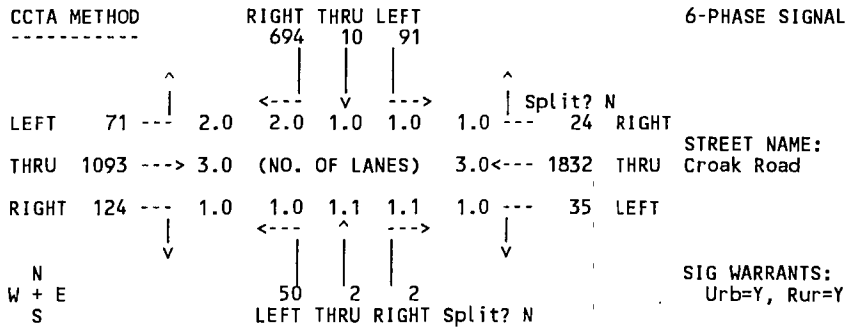 CCTA METHOD RIGHT THRU LEFT 6-PHASE SIGNAL
----------- 694 10 91
^ ^
<--- v ---> Split? N
LEFT 71 --- 2.0 2.0 1.0 1.0 1.0 --- 24 RIGHT
STREET NAME:
THRU 1093 ---> 3.0 (NO. OF LANES) 3.0<--- 1832 THRU Croak Road
RIGHT 124 --- 1.0 1.0 1.1 1.1 1.0 --- 35 LEFT
<--- ^ --->
v v
N SIG WARRANTS:
W + E 50 2 2 Urb=Y, Rur=Y
S LEFT THRU RIGHT Split? N